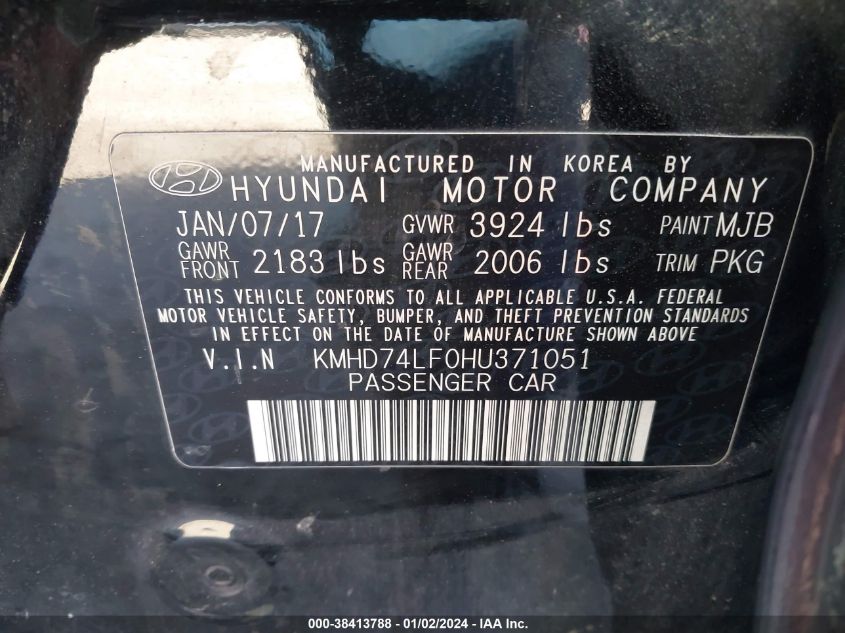 MANUFACTURED IN KOREA BY
HYUNDAI MOTOR COMPANY
JAN/07/17 GVWR 3924 lbs PAINT MJB
GAWR FRONT 2183 lbs GAWR REAR 2006 lbs TRIM PKG
THIS VEHICLE CONFORMS TO ALL APPLICABLE U.S.A. FEDERAL
MOTOR VEHICLE SAFETY, BUMPER, AND THEFT PREVENTION STANDARDS
IN EFFECT ON THE DATE OF MANUFACTURE SHOWN ABOVE
V.I.N KMHD74LF0HU371051
PASSENGER CAR
000-38413788 - 01/02/2024 - IAA Inc.